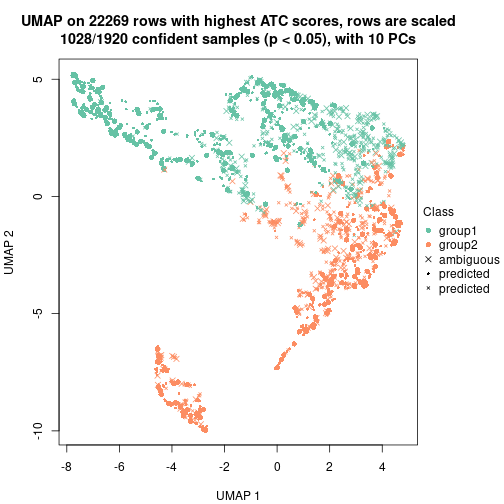 UMAP on 22269 rows with highest ATC scores, rows are scaled
1028/1920 confident samples (p < 0.05), with 10 PCs
5
0
-5
-10
UMAP 2
-8
-6
-4
-2
0
2
4
UMAP 1
Class
group1
group2
ambiguous
predicted
predicted